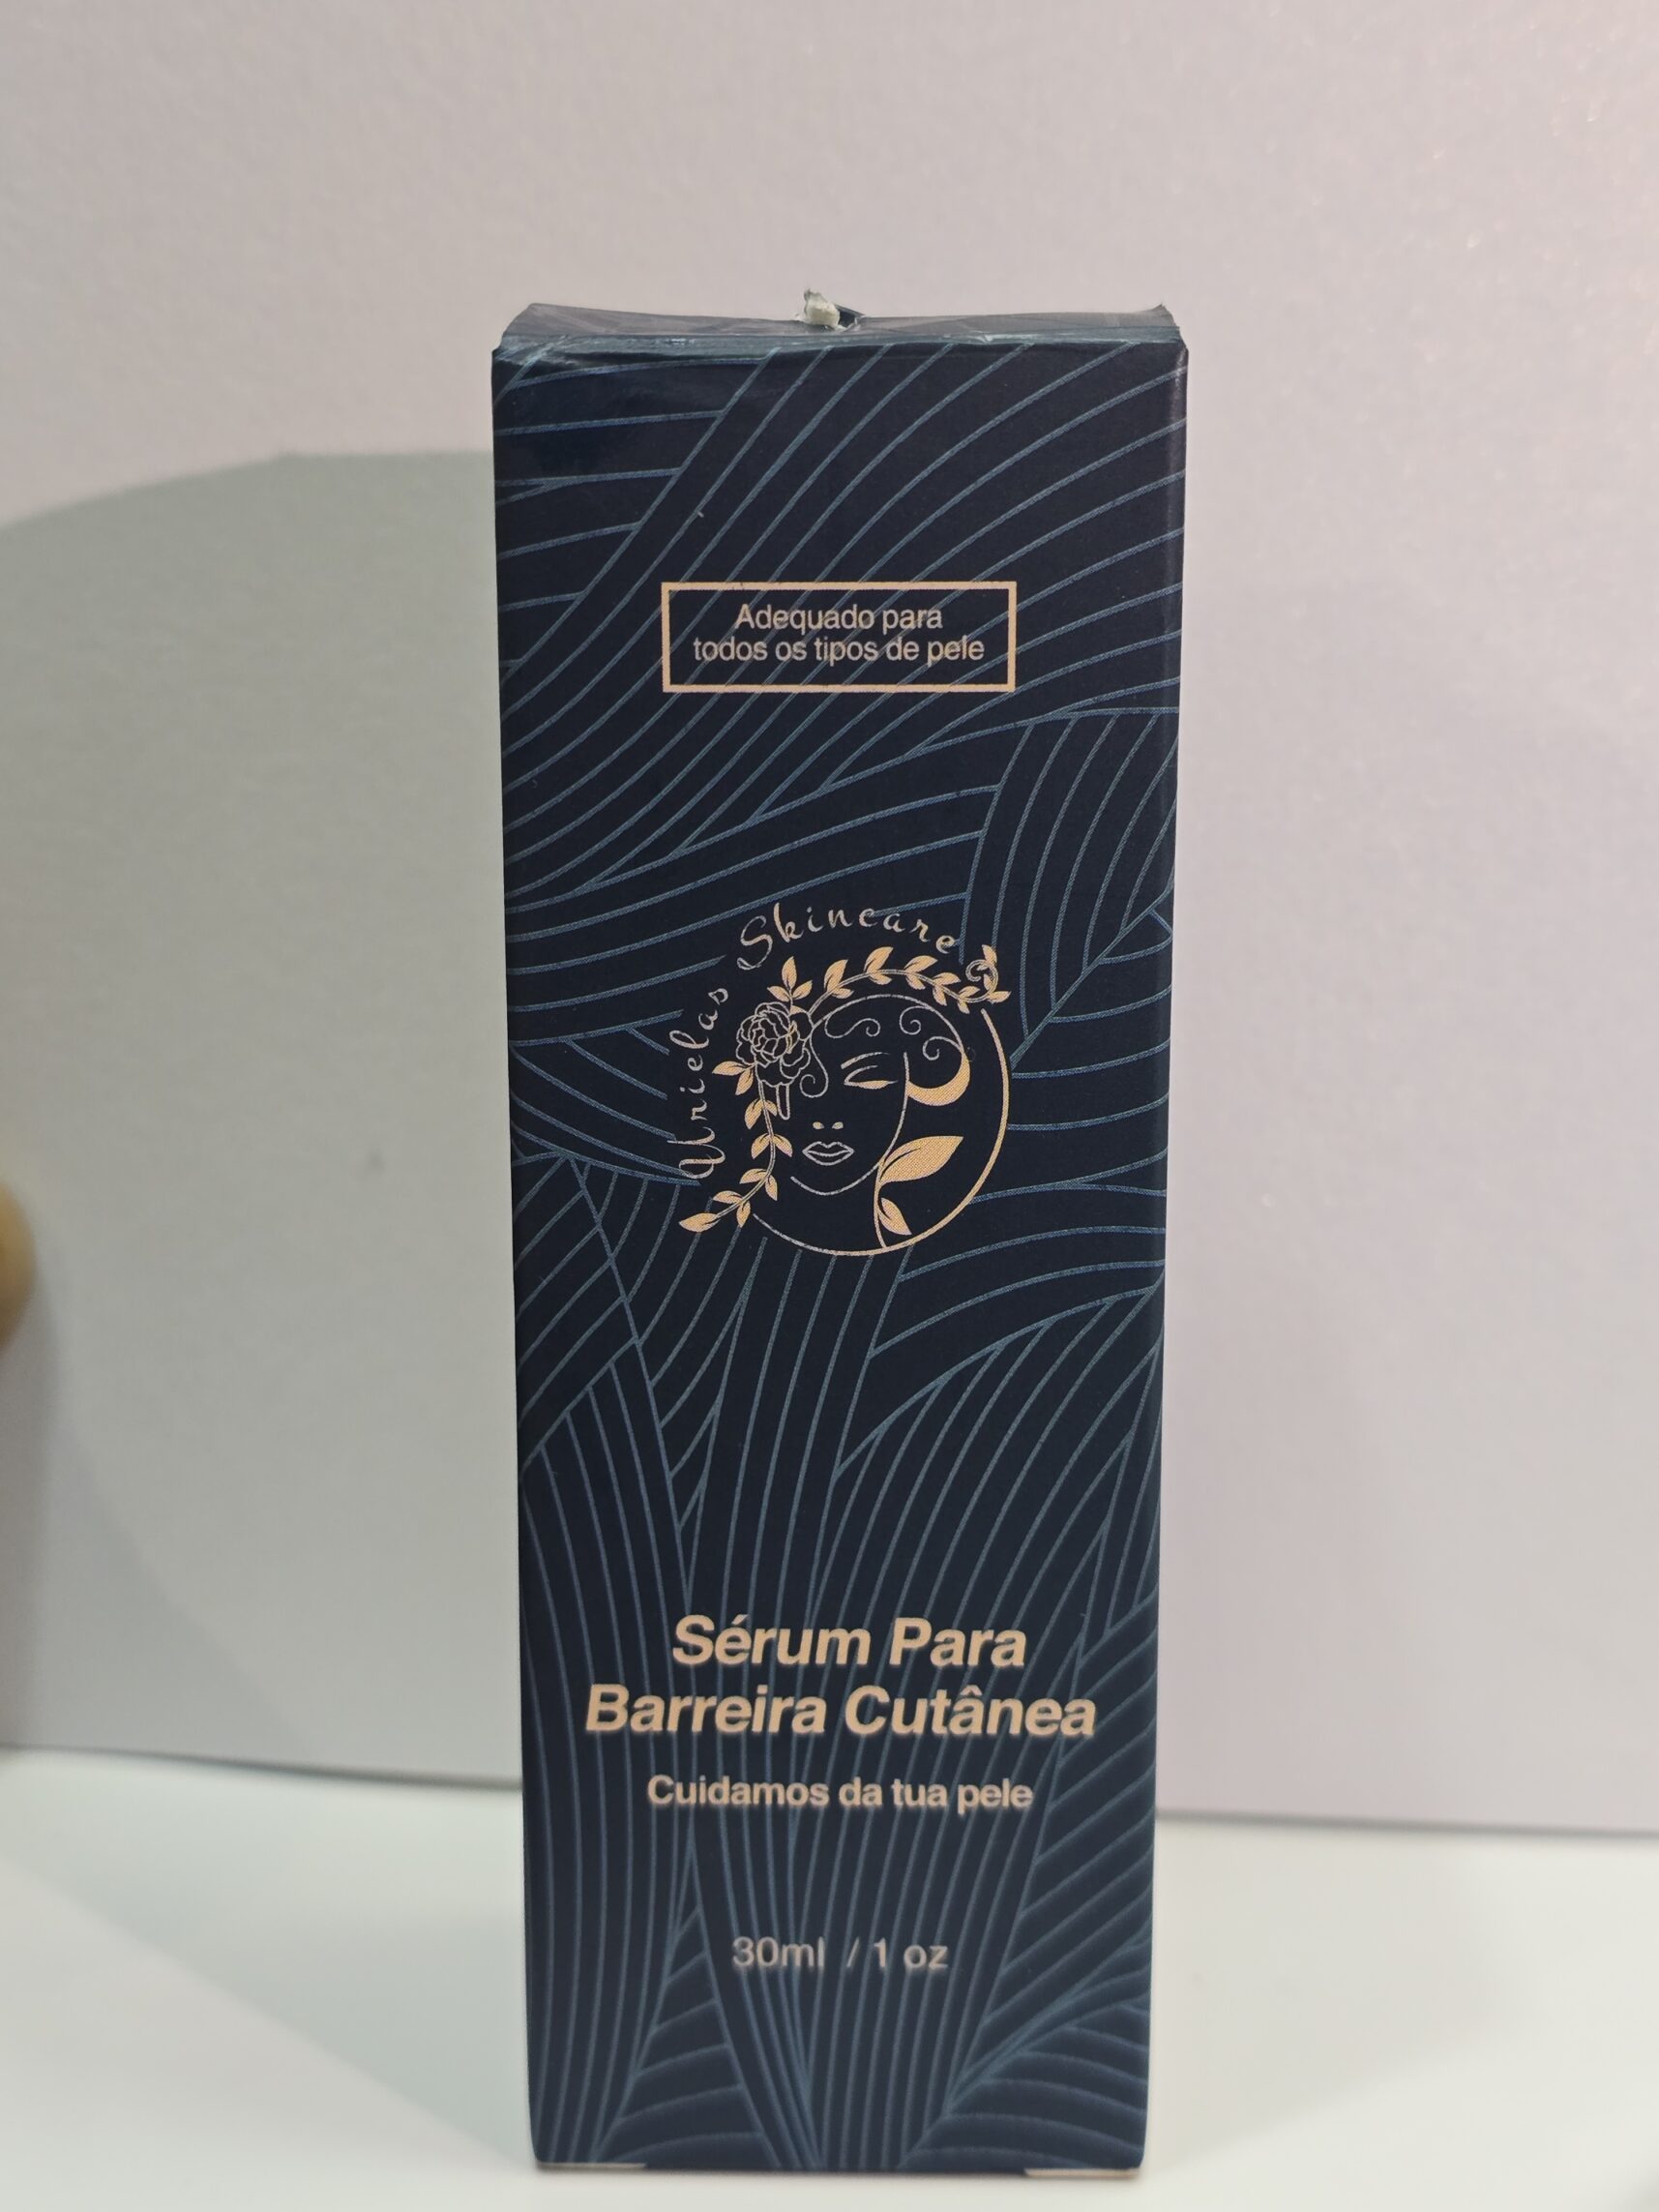 Adequado para
todos os tipos de pele
Urielas Skincare
Sérum Para
Barreira Cutânea
Cuidamos da tua pele
30ml / 1 oz